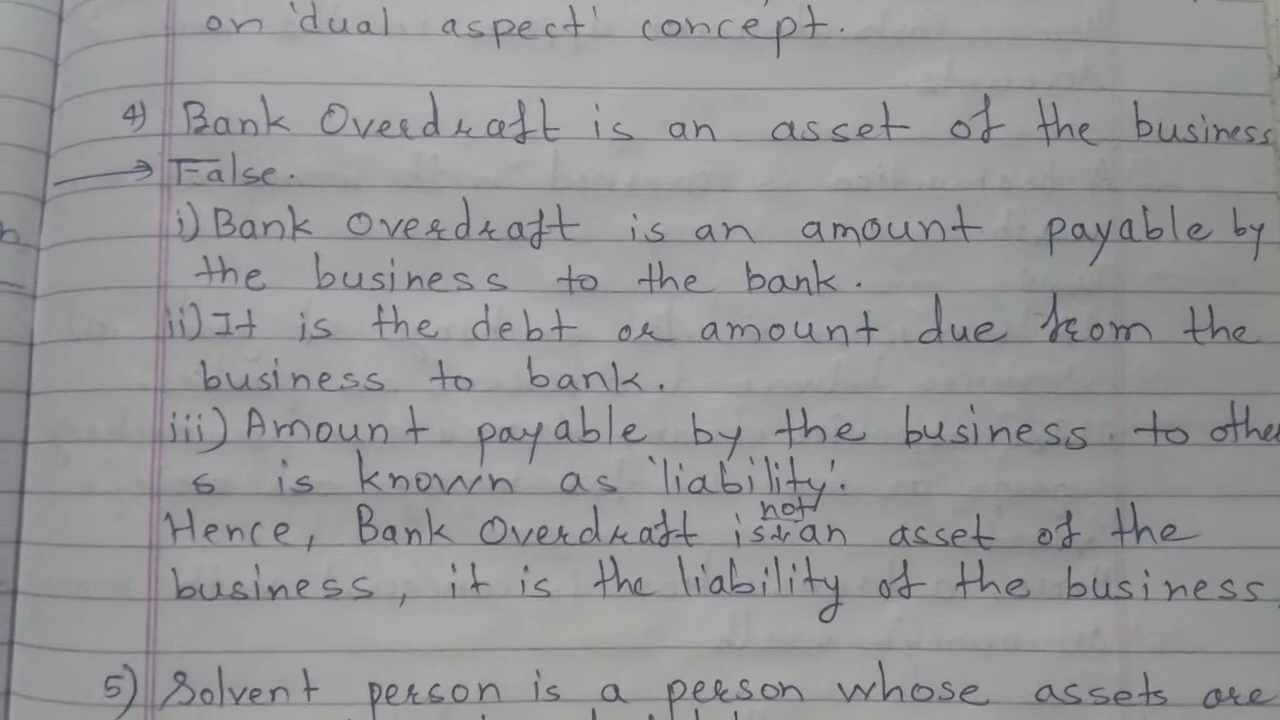 on 'dual aspect' concept.
4) Bank Overdraft is an asset of the business
→ False.
i) Bank Overdraft is an amount payable by
the business to the bank.
ii) It is the debt or amount due from the
business to bank.
iii) Amount payable by the business to other
s is known as 'liability'.
not
Hence, Bank Overdraft is an asset of the
business, it is the liability of the business.
5) Solvent person is a person whose assets are